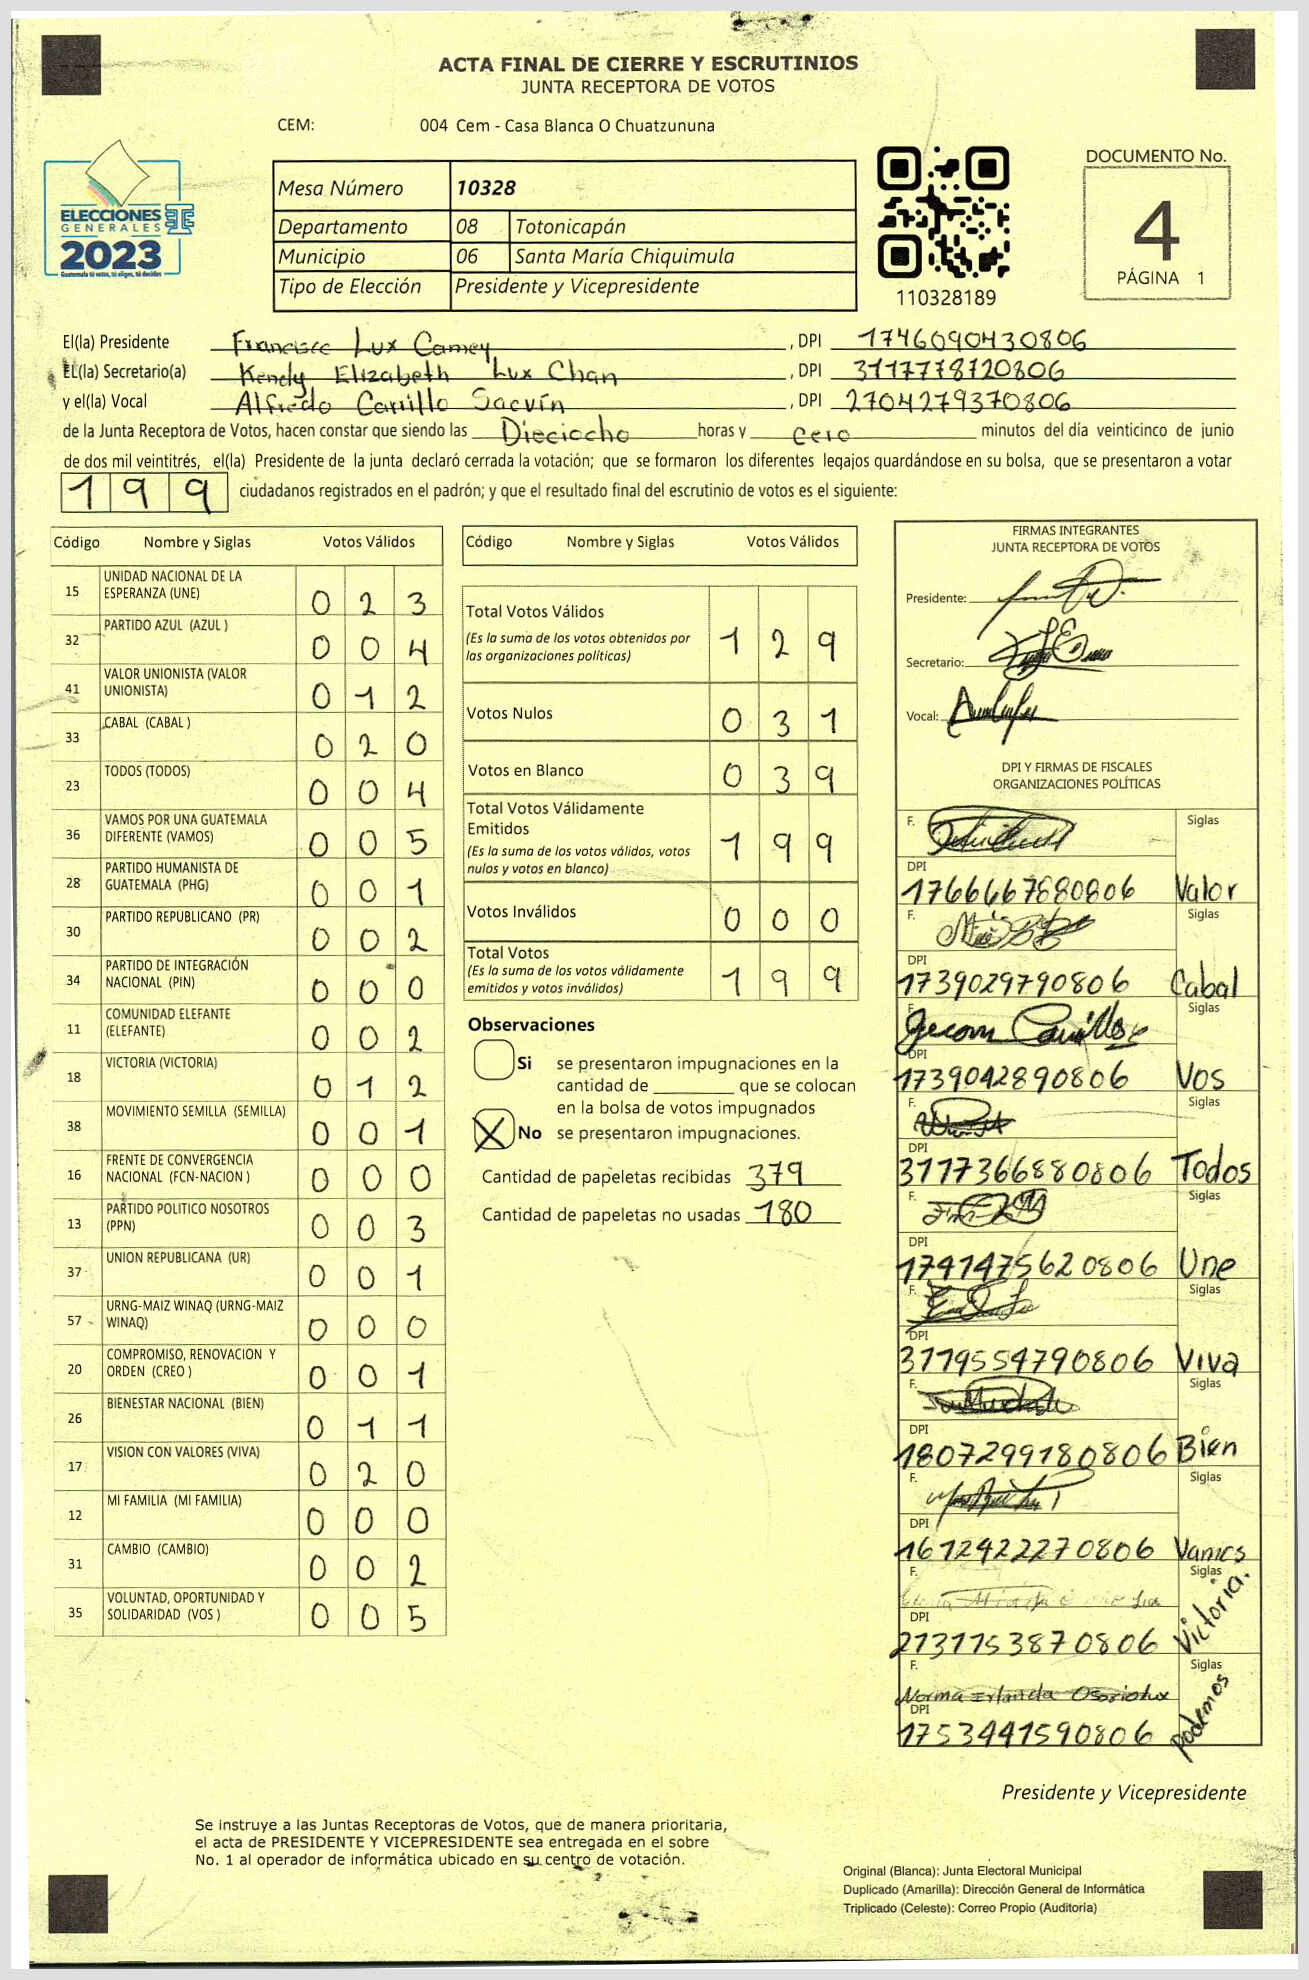 ACTA FINAL DE CIERRE Y ESCRUTINIOS
JUNTA RECEPTORA DE VOTOS
CEM: 004 Cem - Casa Blanca O Chuatzununa
ELECCIONES
GENERALES
2023
Guatemala tú votas, tú eliges, tú decides
Mesa Número 10328
Departamento 08 Totonicapán
Municipio 06 Santa María Chiquimula
Tipo de Elección Presidente y Vicepresidente
110328189
DOCUMENTO No.
4
PÁGINA 1
El(la) Presidente Francisco Lux Camey , DPI 1746090430806
EL(la) Secretario(a) Kendy Elizabeth Lux Chan , DPI 3117778120806
y el(la) Vocal Alfredo Carrillo Sacvín , DPI 2704279370806
de la Junta Receptora de Votos, hacen constar que siendo las Dieciocho horas y cero minutos del día veinticinco de junio
de dos mil veintitrés, el(la) Presidente de la junta declaró cerrada la votación; que se formaron los diferentes legajos guardándose en su bolsa, que se presentaron a votar
1 9 9 ciudadanos registrados en el padrón; y que el resultado final del escrutinio de votos es el siguiente:
Código Nombre y Siglas Votos Válidos
15 UNIDAD NACIONAL DE LA
ESPERANZA (UNE) 0 2 3
32 PARTIDO AZUL (AZUL ) 0 0 4
41 VALOR UNIONISTA (VALOR
UNIONISTA) 0 1 2
33 CABAL (CABAL ) 0 2 0
23 TODOS (TODOS) 0 0 4
36 VAMOS POR UNA GUATEMALA
DIFERENTE (VAMOS) 0 0 5
28 PARTIDO HUMANISTA DE
GUATEMALA (PHG) 0 0 1
30 PARTIDO REPUBLICANO (PR) 0 0 2
34 PARTIDO DE INTEGRACIÓN
NACIONAL (PIN) 0 0 0
11 COMUNIDAD ELEFANTE
(ELEFANTE) 0 0 2
18 VICTORIA (VICTORIA) 0 1 2
38 MOVIMIENTO SEMILLA (SEMILLA) 0 0 1
16 FRENTE DE CONVERGENCIA
NACIONAL (FCN-NACION ) 0 0 0
13 PARTIDO POLITICO NOSOTROS
(PPN) 0 0 3
37 UNION REPUBLICANA (UR) 0 0 1
57 URNG-MAIZ WINAQ (URNG-MAIZ
WINAQ) 0 0 0
20 COMPROMISO, RENOVACION Y
ORDEN (CREO ) 0 0 1
26 BIENESTAR NACIONAL (BIEN) 0 1 1
17 VISION CON VALORES (VIVA) 0 2 0
12 MI FAMILIA (MI FAMILIA) 0 0 0
31 CAMBIO (CAMBIO) 0 0 2
35 VOLUNTAD, OPORTUNIDAD Y
SOLIDARIDAD (VOS ) 0 0 5
Código Nombre y Siglas Votos Válidos
Total Votos Válidos 1 2 9
(Es la suma de los votos obtenidos por
las organizaciones políticas)
Votos Nulos 0 3 1
Votos en Blanco 0 3 9
Total Votos Válidamente
Emitidos 1 9 9
(Es la suma de los votos válidos, votos
nulos y votos en blanco)
Votos Inválidos 0 0 0
Total Votos 1 9 9
(Es la suma de los votos válidamente
emitidos y votos inválidos)
Observaciones
Si se presentaron impugnaciones en la
cantidad de ________ que se colocan
en la bolsa de votos impugnados
X No se presentaron impugnaciones.
Cantidad de papeletas recibidas 379
Cantidad de papeletas no usadas 180
FIRMAS INTEGRANTES
JUNTA RECEPTORA DE VOTOS
Presidente:
Secretario:
Vocal:
DPI Y FIRMAS DE FISCALES
ORGANIZACIONES POLÍTICAS
F. Siglas
DPI
1766667880806 Valor
F. Siglas
DPI
1739029790806 Cabal
F. Siglas
DPI
1739042890806 Vos
F. Siglas
DPI
3177366880806 Todos
F. Siglas
DPI
1741475620806 Une
F. Siglas
DPI
3179554790806 Viva
F. Siglas
DPI
1807299180806 Bien
F. Siglas
DPI
1612422270806 Vamos
F. Siglas
DPI
2131153870806 Victoria.
F. Siglas
Norma
DPI
1753441590806 podemos
Presidente y Vicepresidente
Se instruye a las Juntas Receptoras de Votos, que de manera prioritaria,
el acta de PRESIDENTE Y VICEPRESIDENTE sea entregada en el sobre
No. 1 al operador de informática ubicado en su centro de votación.
Original (Blanca): Junta Electoral Municipal
Duplicado (Amarilla): Dirección General de Informática
Triplicado (Celeste): Correo Propio (Auditoria)